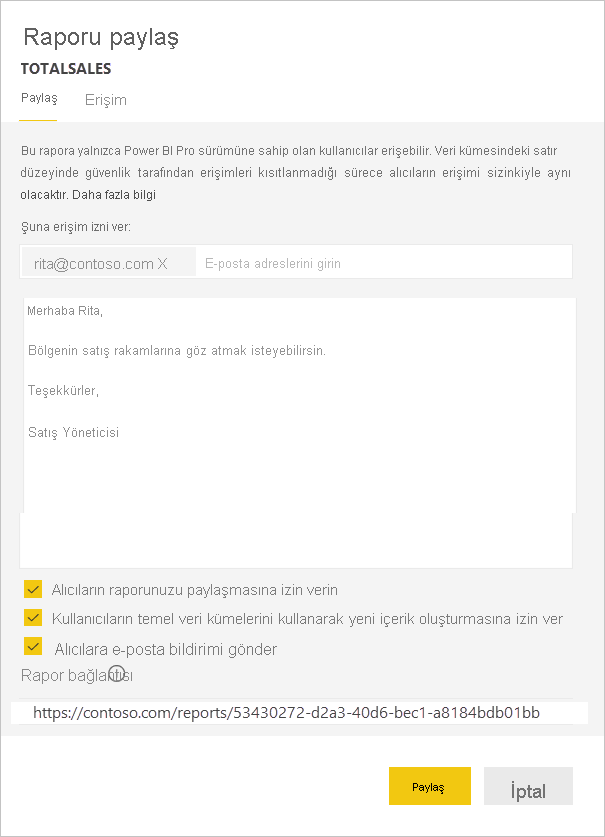 Raporu paylaş
TOTALSALES
Paylaş Erişim
Bu rapora yalnızca Power BI Pro sürümüne sahip olan kullanıcılar erişebilir. Veri kümesindeki satır
düzeyinde güvenlik tarafından erişimleri kısıtlanmadığı sürece alıcıların erişimi sizinkiyle aynı
olacaktır. Daha fazla bilgi
Şuna erişim izni ver:
rita@contoso.com X E-posta adreslerini girin
Merhaba Rita,
Bölgenin satış rakamlarına göz atmak isteyebilirsin.
Teşekkürler,
Satış Yöneticisi
Alıcıların raporunuzu paylaşmasına izin verin
Kullanıcıların temel veri kümelerini kullanarak yeni içerik oluşturmasına izin ver
Alıcılara e-posta bildirimi gönder
Rapor bağlantısı
https://contoso.com/reports/53430272-d2a3-40d6-bec1-a8184bdb01bb
Paylaş İptal